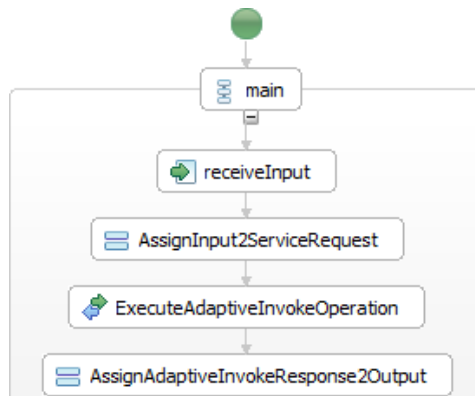 main
receiveInput
AssignInput2ServiceRequest
ExecuteAdaptiveInvokeOperation
AssignAdaptiveInvokeResponse2Output